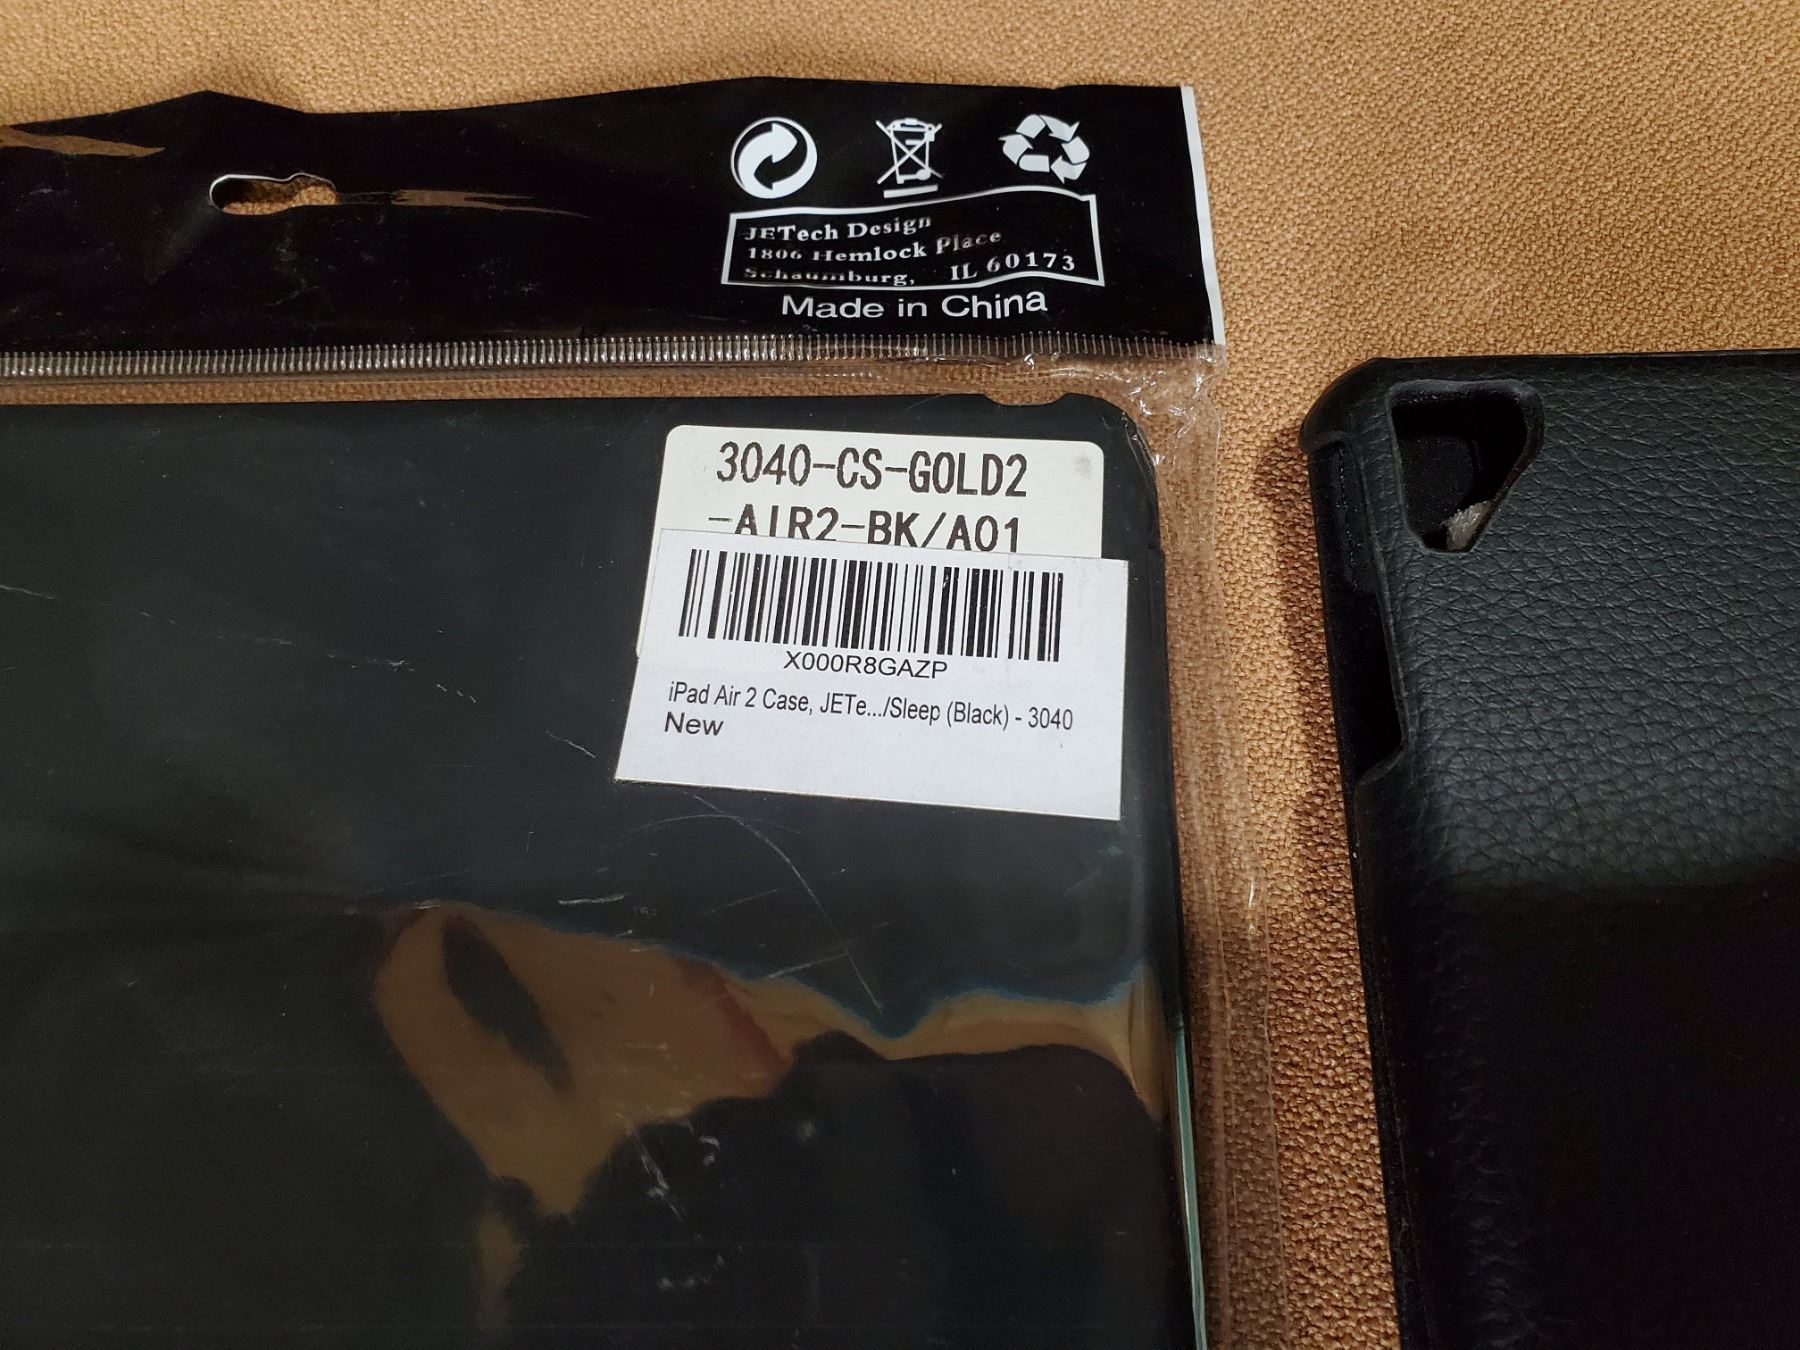 JETech Design
1806 Hemlock Place
Schaumburg, IL 60173
Made in China
3040-CS-GOLD2
-AIR2-BK/A01
X000R8GAZP
iPad Air 2 Case, JETe.../Sleep (Black) - 3040
New